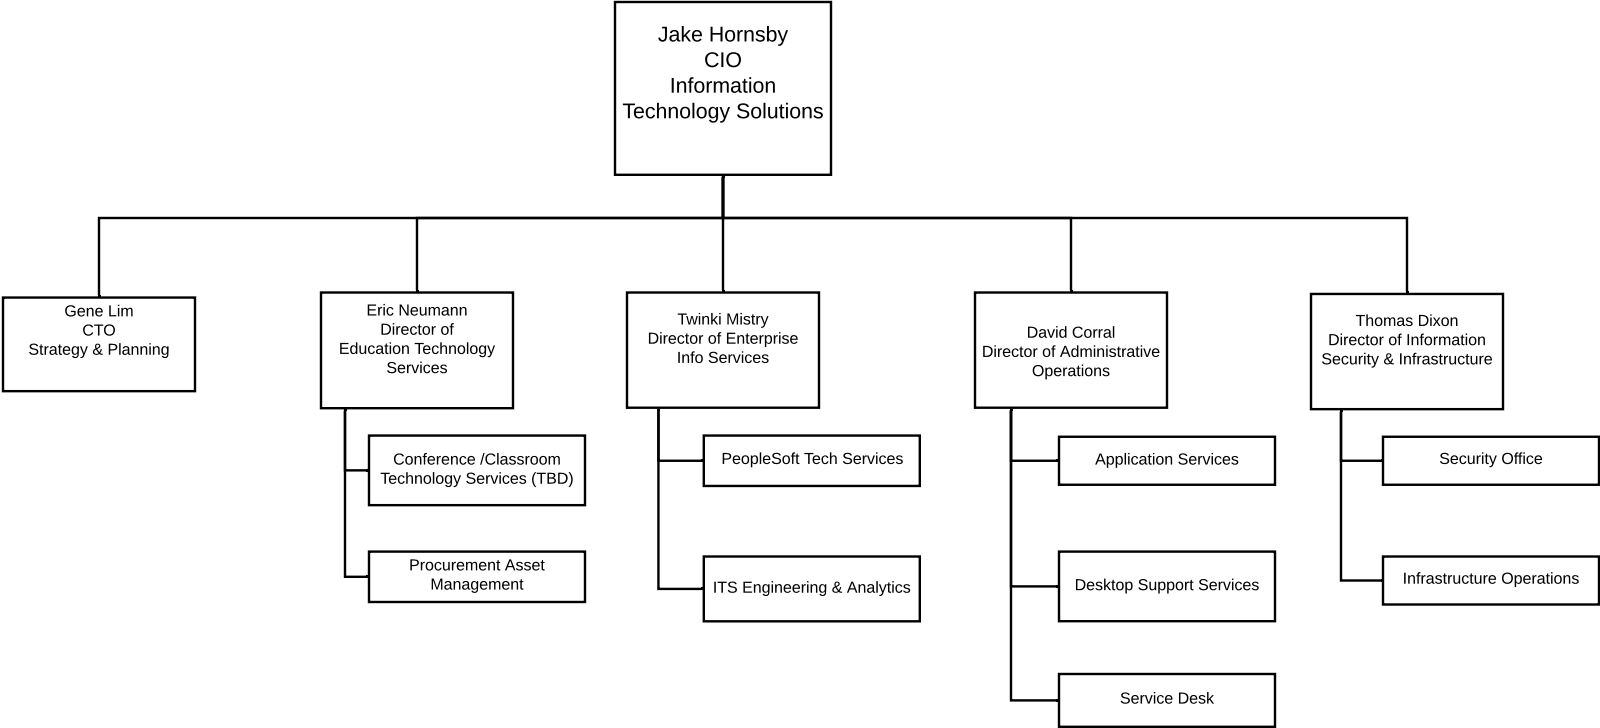 Jake Hornsby
CIO
Information
Technology Solutions
Gene Lim
CTO
Strategy & Planning
Eric Neumann
Director of
Education Technology
Services
Twinki Mistry
Director of Enterprise
Info Services
David Corral
Director of Administrative
Operations
Thomas Dixon
Director of Information
Security & Infrastructure
Conference /Classroom
Technology Services (TBD)
Procurement Asset
Management
PeopleSoft Tech Services
ITS Engineering & Analytics
Application Services
Desktop Support Services
Service Desk
Security Office
Infrastructure Operations